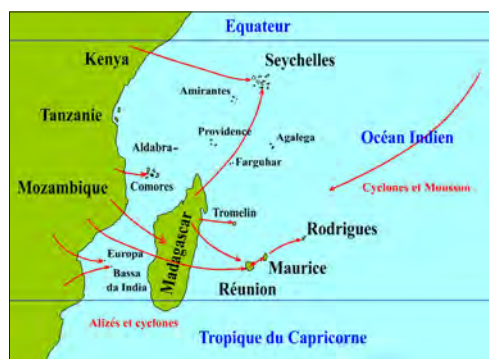 Equateur
Kenya
Seychelles
Amirantes
Tanzanie
Providence
Agalega
Océan Indien
Aldabra
Farguhar
Comores
Mozambique
Cyclones et Mousson
Madagascar
Tromelin
Rodrigues
Europa
Maurice
Bassa
da India
Réunion
Alizés et cyclones
Tropique du Capricorne